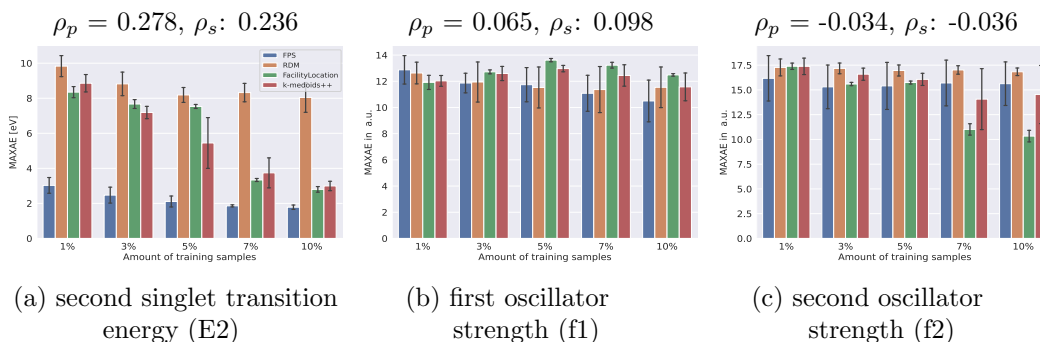 ρp = 0.278, ρs: 0.236
ρp = 0.065, ρs: 0.098
ρp = -0.034, ρs: -0.036
MAXAE [eV]
10
8
6
4
2
0
FPS
RDM
FacilityLocation
k-medoids++
1% 3% 5% 7% 10%
Amount of training samples
MAXAE in a.u.
14
12
10
8
6
4
2
0
1% 3% 5% 7% 10%
Amount of training samples
MAXAE in a.u.
17.5
15.0
12.5
10.0
7.5
5.0
2.5
0.0
1% 3% 5% 7% 10%
Amount of training samples
(a) second singlet transition
energy (E2)
(b) first oscillator
strength (f1)
(c) second oscillator
strength (f2)